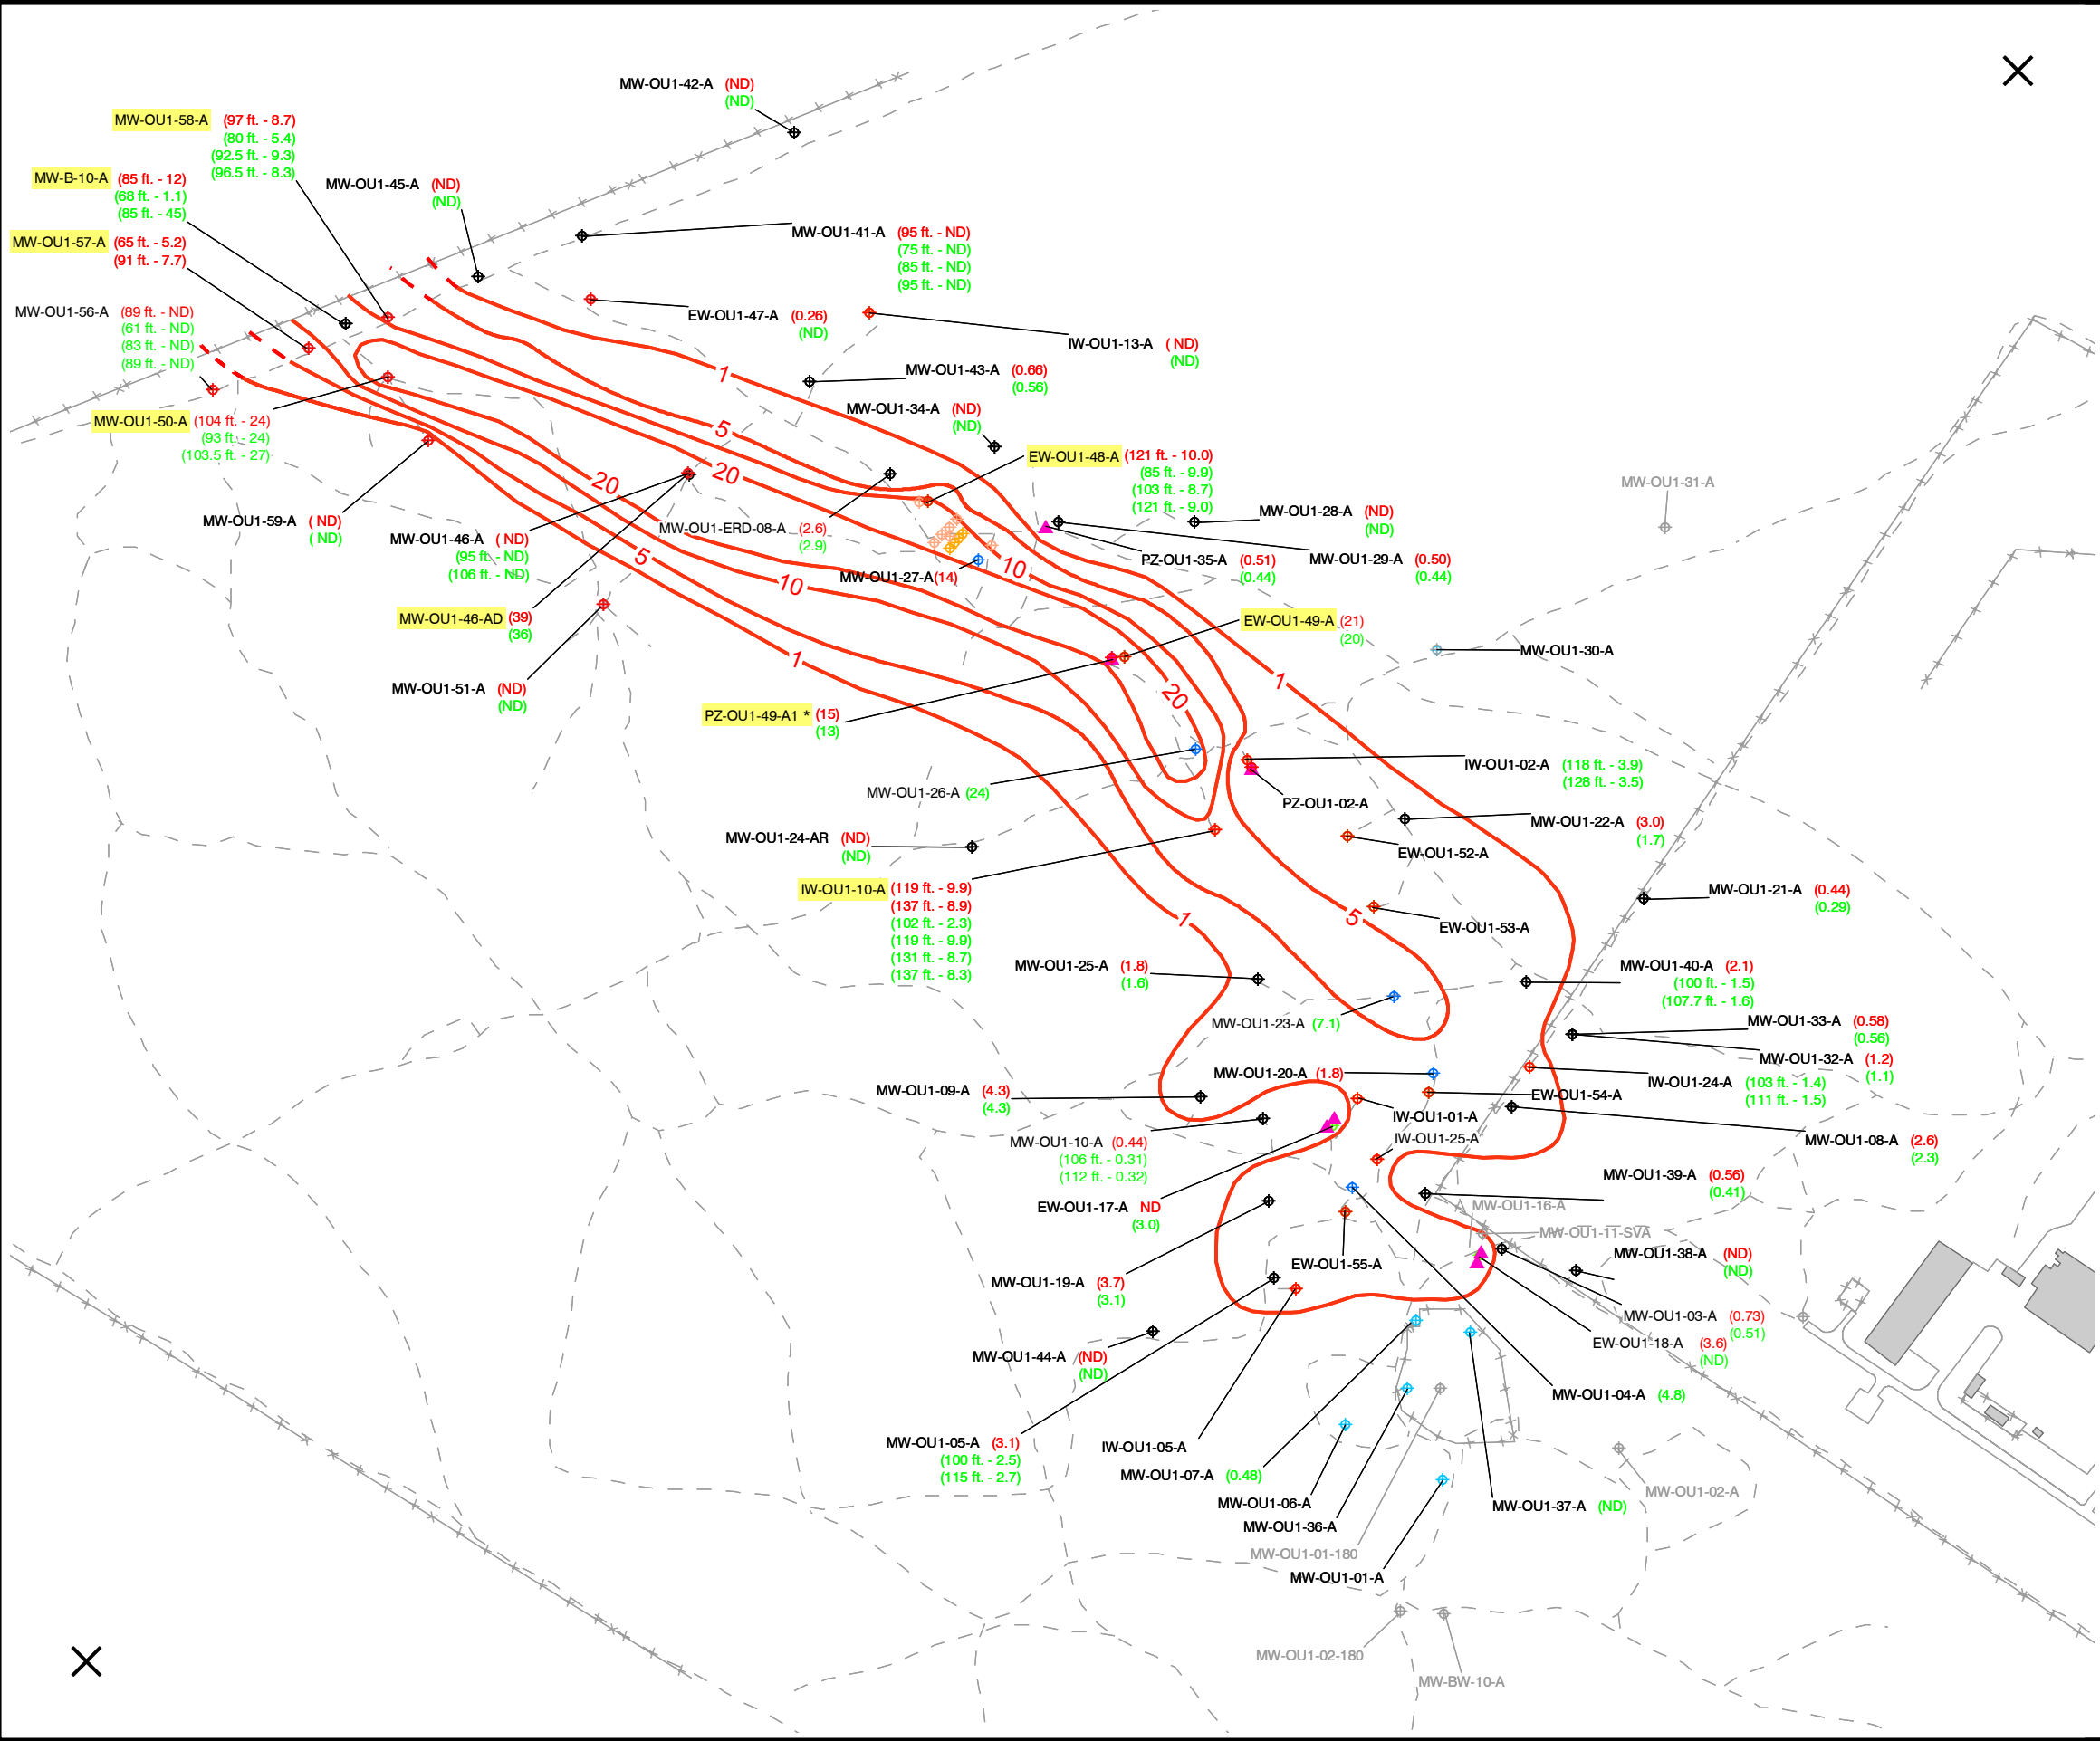 MW-OU1-42-A (ND)
(ND)
MW-OU1-58-A (97 ft. - 8.7)
(80 ft. - 5.4)
(92.5 ft. - 9.3)
(96.5 ft. - 8.3)
MW-B-10-A (85 ft. - 12)
(68 ft. - 1.1)
(85 ft. - 45)
MW-OU1-45-A (ND)
(ND)
MW-OU1-57-A (65 ft. - 5.2)
(91 ft. - 7.7)
MW-OU1-41-A (95 ft. - ND)
(75 ft. - ND)
(85 ft. - ND)
(95 ft. - ND)
MW-OU1-56-A (89 ft. - ND)
(61 ft. - ND)
(83 ft. - ND)
(89 ft. - ND)
EW-OU1-47-A (0.26)
(ND)
IW-OU1-13-A ( ND)
(ND)
1
MW-OU1-43-A (0.66)
(0.56)
MW-OU1-34-A (ND)
(ND)
MW-OU1-50-A (104 ft. - 24)
(93 ft. - 24)
(103.5 ft. - 27)
5
20
20
EW-OU1-48-A (121 ft. - 10.0)
(85 ft. - 9.9)
(103 ft. - 8.7)
(121 ft. - 9.0)
MW-OU1-31-A
MW-OU1-59-A ( ND)
( ND)
MW-OU1-46-A ( ND)
(95 ft. - ND)
(106 ft. - ND)
MW-OU1-ERD-08-A (2.6)
(2.9)
MW-OU1-28-A (ND)
(ND)
PZ-OU1-35-A (0.51)
(0.44)
MW-OU1-29-A (0.50)
(0.44)
5
10
10
MW-OU1-27-A(14)
MW-OU1-46-AD (39)
(36)
EW-OU1-49-A (21)
(20)
MW-OU1-30-A
1
1
20
MW-OU1-51-A (ND)
(ND)
PZ-OU1-49-A1 * (15)
(13)
IW-OU1-02-A (118 ft. - 3.9)
(128 ft. - 3.5)
MW-OU1-26-A (24)
PZ-OU1-02-A
MW-OU1-22-A (3.0)
(1.7)
MW-OU1-24-AR (ND)
(ND)
EW-OU1-52-A
IW-OU1-10-A (119 ft. - 9.9)
(137 ft. - 8.9)
(102 ft. - 2.3)
(119 ft. - 9.9)
(131 ft. - 8.7)
(137 ft. - 8.3)
MW-OU1-21-A (0.44)
(0.29)
1
5
EW-OU1-53-A
MW-OU1-25-A (1.8)
(1.6)
MW-OU1-40-A (2.1)
(100 ft. - 1.5)
(107.7 ft. - 1.6)
MW-OU1-23-A (7.1)
MW-OU1-33-A (0.58)
(0.56)
MW-OU1-32-A (1.2)
(1.1)
MW-OU1-20-A (1.8)
IW-OU1-24-A (103 ft. - 1.4)
(111 ft. - 1.5)
MW-OU1-09-A (4.3)
(4.3)
EW-OU1-54-A
IW-OU1-01-A
IW-OU1-25-A
MW-OU1-10-A (0.44)
(106 ft. - 0.31)
(112 ft. - 0.32)
MW-OU1-08-A (2.6)
(2.3)
MW-OU1-39-A (0.56)
(0.41)
EW-OU1-17-A ND
(3.0)
MW-OU1-16-A
MW-OU1-11-SVA
MW-OU1-38-A (ND)
(ND)
EW-OU1-55-A
MW-OU1-19-A (3.7)
(3.1)
MW-OU1-03-A (0.73)
(0.51)
EW-OU1-18-A (3.6)
(ND)
MW-OU1-44-A (ND)
(ND)
MW-OU1-04-A (4.8)
MW-OU1-05-A (3.1)
(100 ft. - 2.5)
(115 ft. - 2.7)
IW-OU1-05-A
MW-OU1-07-A (0.48)
MW-OU1-02-A
MW-OU1-06-A
MW-OU1-37-A (ND)
MW-OU1-36-A
MW-OU1-01-180
MW-OU1-01-A
MW-OU1-02-180
MW-BW-10-A